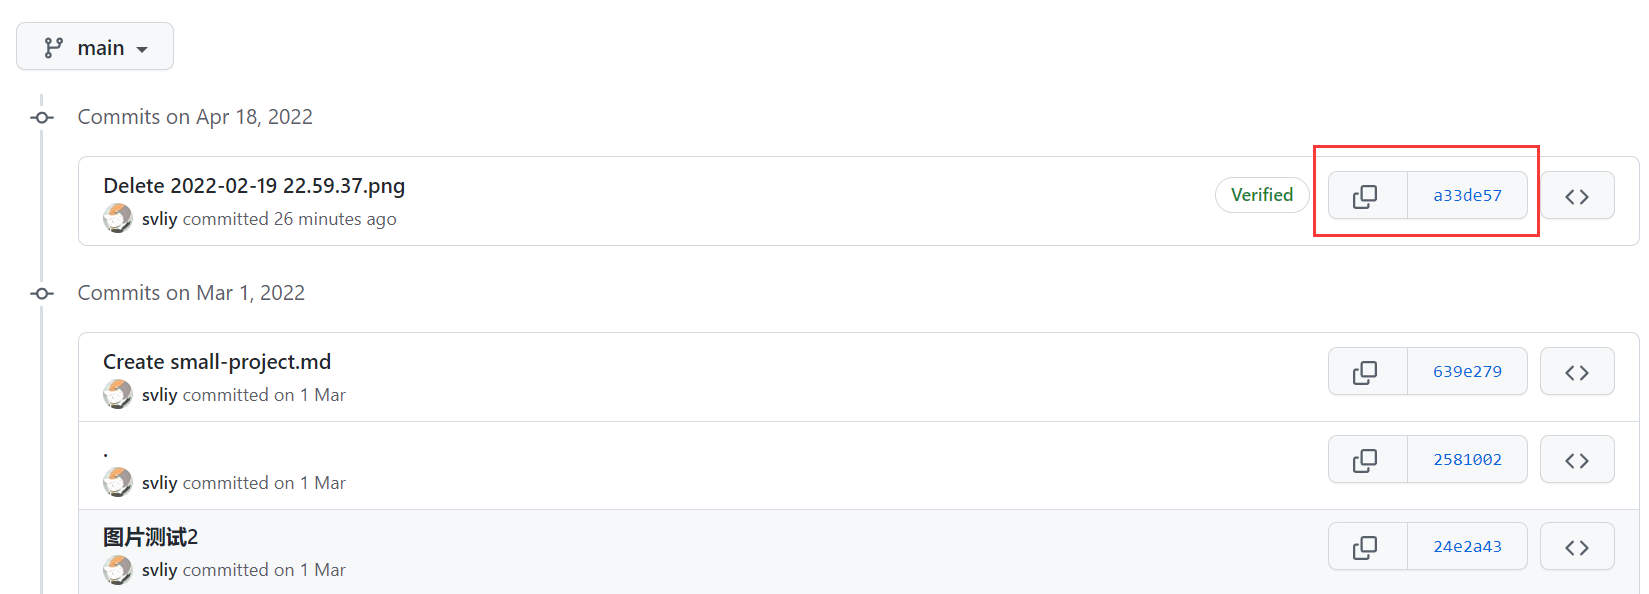 main
Commits on Apr 18, 2022
Delete 2022-02-19 22.59.37.png
svliy committed 26 minutes ago
Verified
a33de57
Commits on Mar 1, 2022
Create small-project.md
svliy committed on 1 Mar
639e279
.
svliy committed on 1 Mar
2581002
图片测试2
svliy committed on 1 Mar
24e2a43